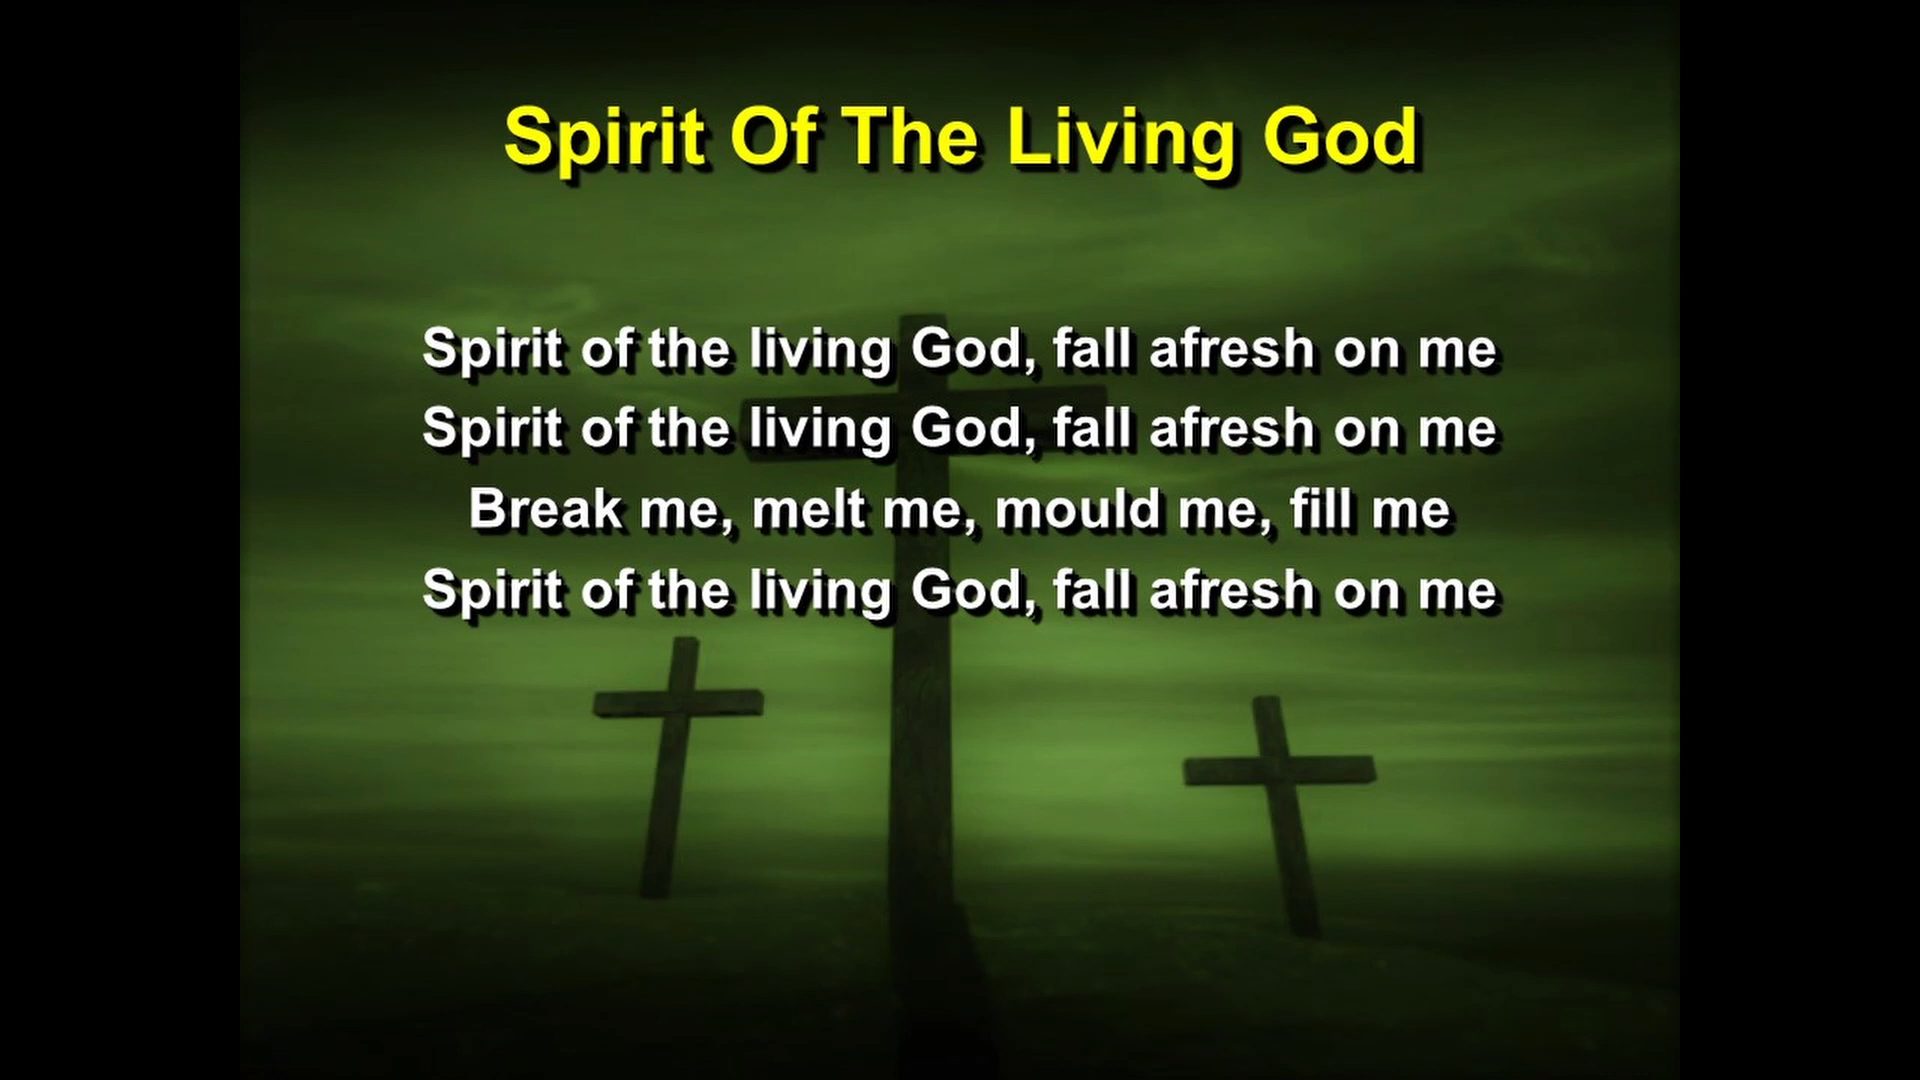 Spirit Of The Living God
Spirit of the living God, fall afresh on me
Spirit of the living God, fall afresh on me
Break me, melt me, mould me, fill me
Spirit of the living God, fall afresh on me